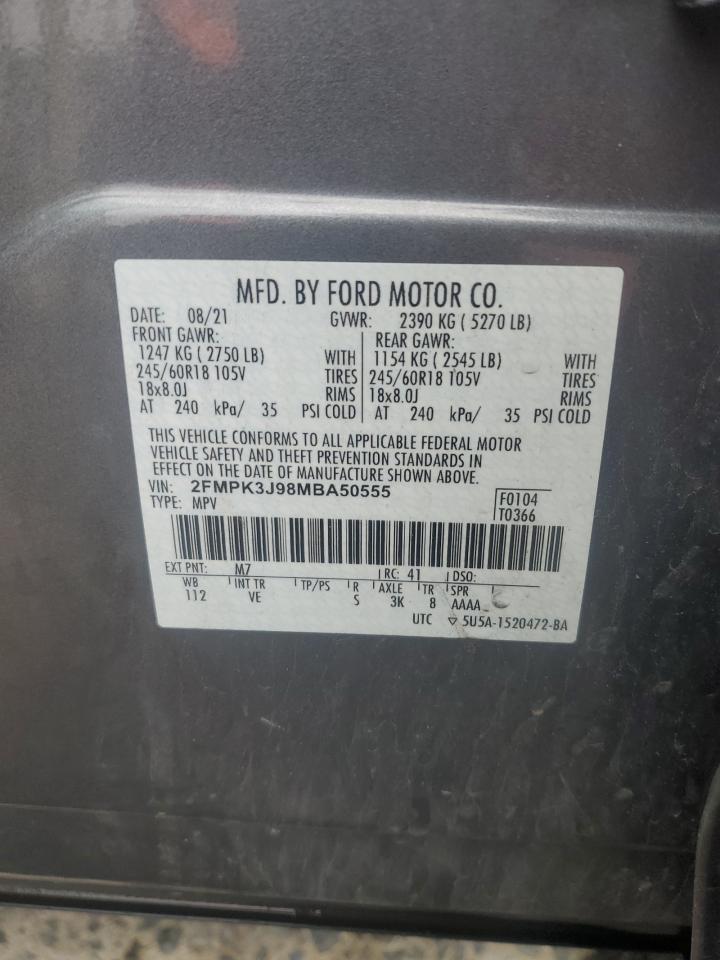 MFD. BY FORD MOTOR CO.
DATE: 08/21 GVWR: 2390 KG ( 5270 LB)
FRONT GAWR: REAR GAWR:
1247 KG ( 2750 LB) WITH 1154 KG ( 2545 LB) WITH
245/60R18 105V TIRES 245/60R18 105V TIRES
18x8.0J RIMS 18x8.0J RIMS
AT 240 kPa/ 35 PSI COLD AT 240 kPa/ 35 PSI COLD
THIS VEHICLE CONFORMS TO ALL APPLICABLE FEDERAL MOTOR
VEHICLE SAFETY AND THEFT PREVENTION STANDARDS IN
EFFECT ON THE DATE OF MANUFACTURE SHOWN ABOVE.
VIN: 2FMPK3J98MBA50555 F0104
TYPE: MPV T0366
EXT PNT: M7 RC: 41 DSO:
WB INT TR TP/PS R AXLE TR SPR
112 VE S 3K 8 AAAA
UTC ▽ 5U5A-1520472-BA